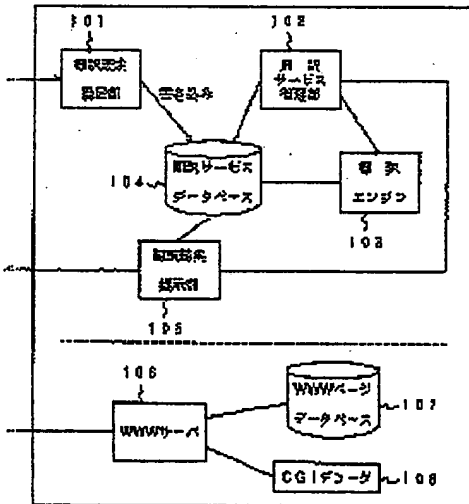 101
102
翻訳要求
受信部
書き込み
翻訳
サービス
管理部
翻訳サービス
データベース
104
翻訳
エンジン
103
翻訳結果
提示部
105
106
WWWサーバ
WWWページ
データベース
107
CGIデコーダ
108